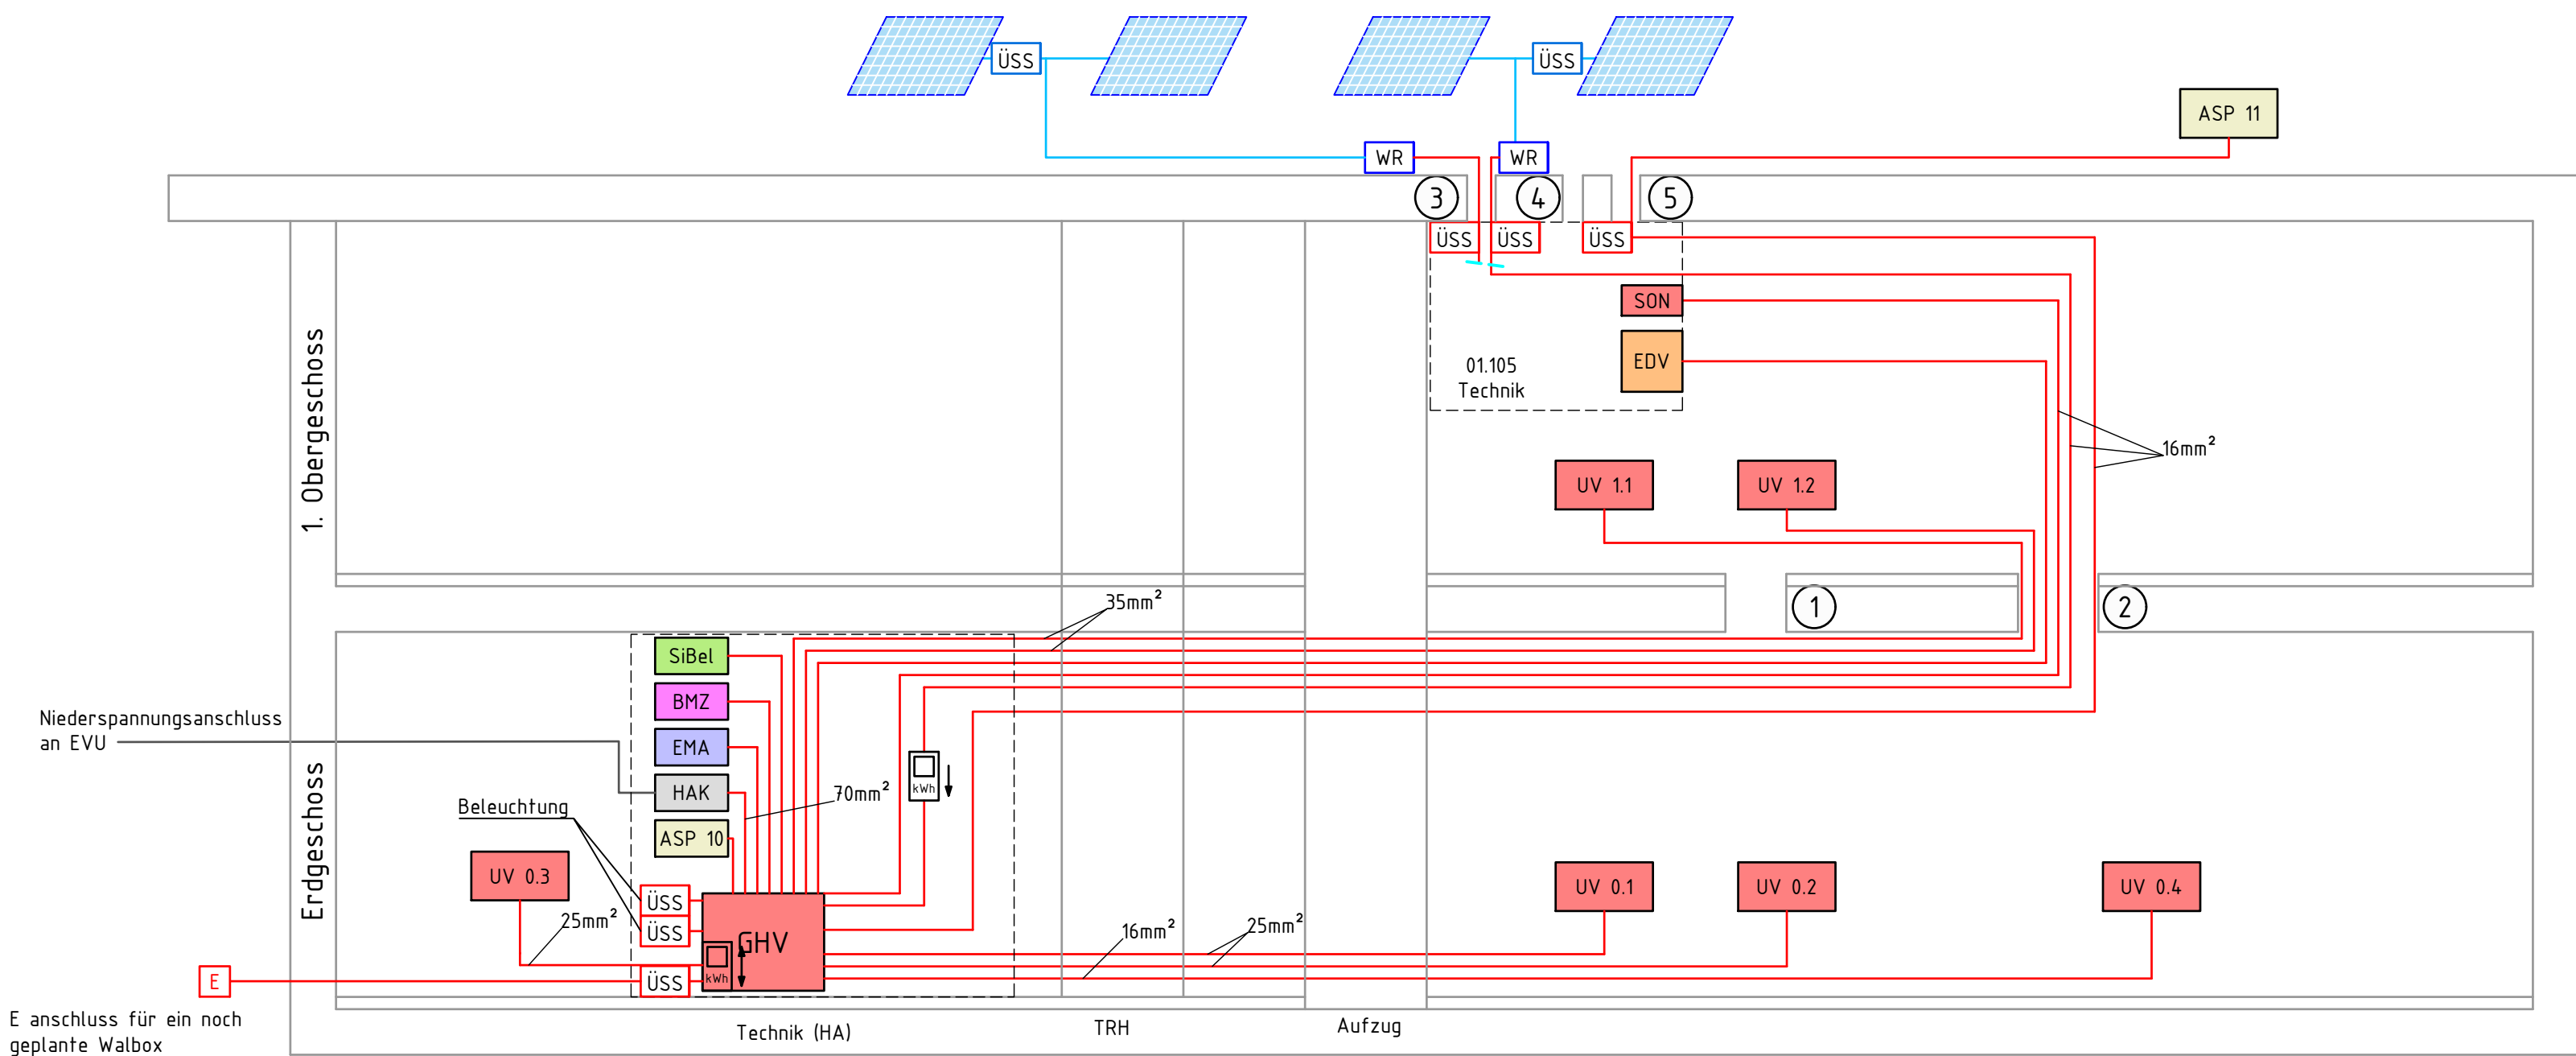 ÜSS
ÜSS
ASP 11
WR
WR
3
4
5
ÜSS
ÜSS
ÜSS
SON
EDV
01.105
Technik
1. Obergeschoss
16mm²
UV 1.1
UV 1.2
35mm²
1
2
SiBel
BMZ
EMA
HAK
ASP 10
Niederspannungsanschluss
an EVU
Erdgeschoss
70mm²
kWh
Beleuchtung
UV 0.3
25mm²
ÜSS
ÜSS
ÜSS
GHV
kWh
16mm²
25mm²
UV 0.1
UV 0.2
UV 0.4
E
E anschluss für ein noch
geplante Walbox
Technik (HA)
TRH
Aufzug